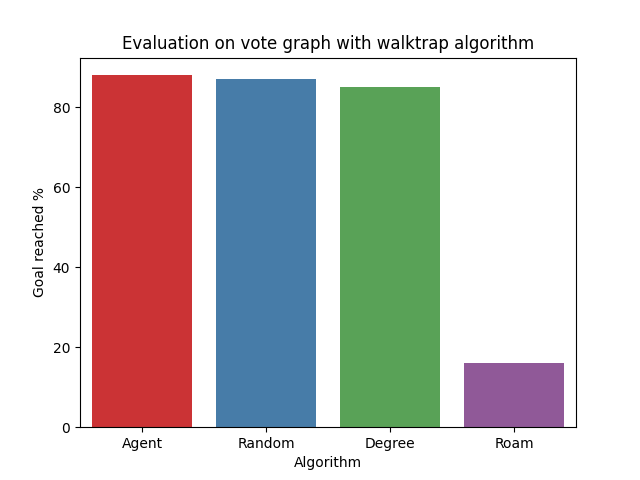 Evaluation on vote graph with walktrap algorithm
Goal reached %
80
60
40
20
0
Agent Random Degree Roam
Algorithm